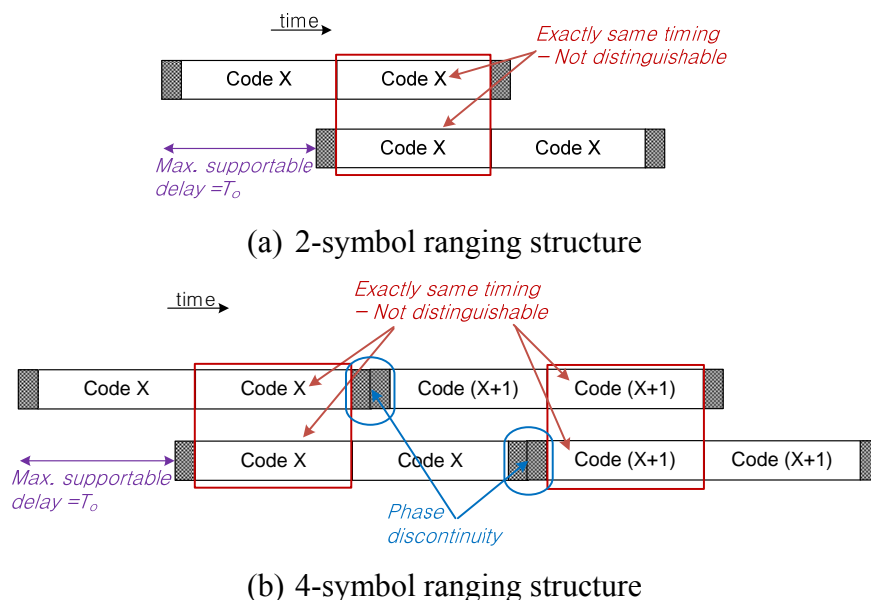 time
Exactly same timing
– Not distinguishable
Code X
Code X
Code X
Code X
Max. supportable
delay =To
(a) 2-symbol ranging structure
time
Exactly same timing
– Not distinguishable
Code X
Code X
Code (X+1)
Code (X+1)
Code X
Code X
Code (X+1)
Code (X+1)
Max. supportable
delay =To
Phase
discontinuity
(b) 4-symbol ranging structure